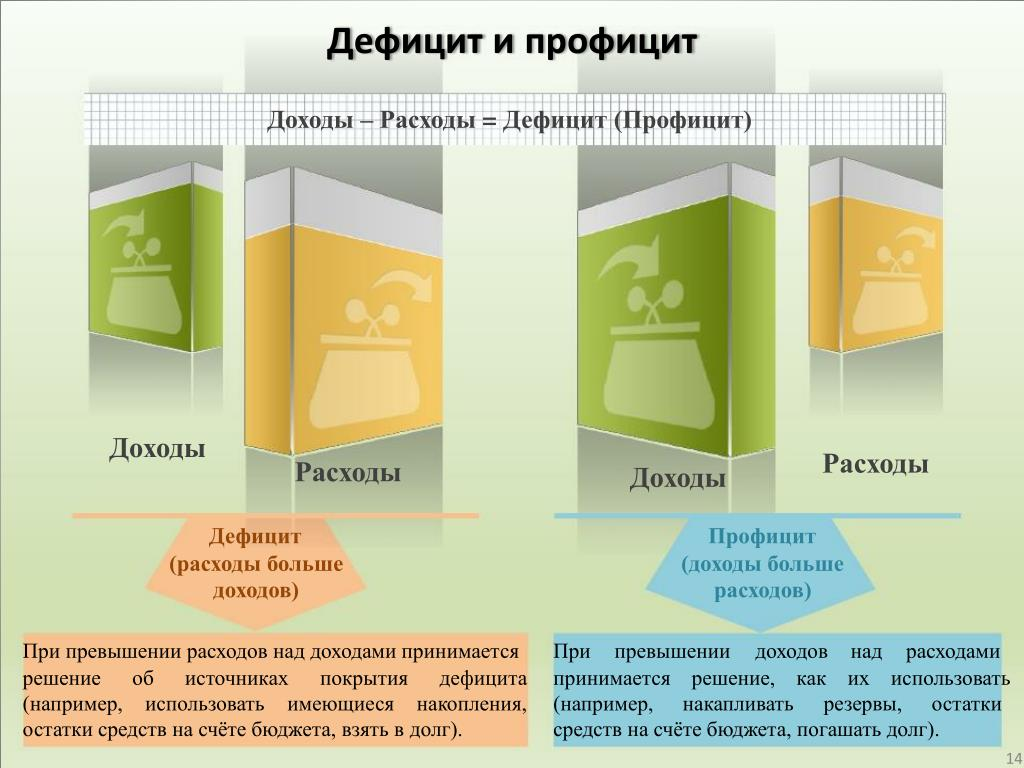 Дефицит и профицит
Доходы – Расходы = Дефицит (Профицит)
Доходы
Расходы
Доходы
Расходы
Дефицит
(расходы больше
доходов)
Профицит
(доходы больше
расходов)
При превышении расходов над доходами принимается
решение об источниках покрытия дефицита
(например, использовать имеющиеся накопления,
остатки средств на счёте бюджета, взять в долг).
При превышении доходов над расходами
принимается решение, как их использовать
(например, накапливать резервы, остатки
средств на счёте бюджета, погашать долг).
14